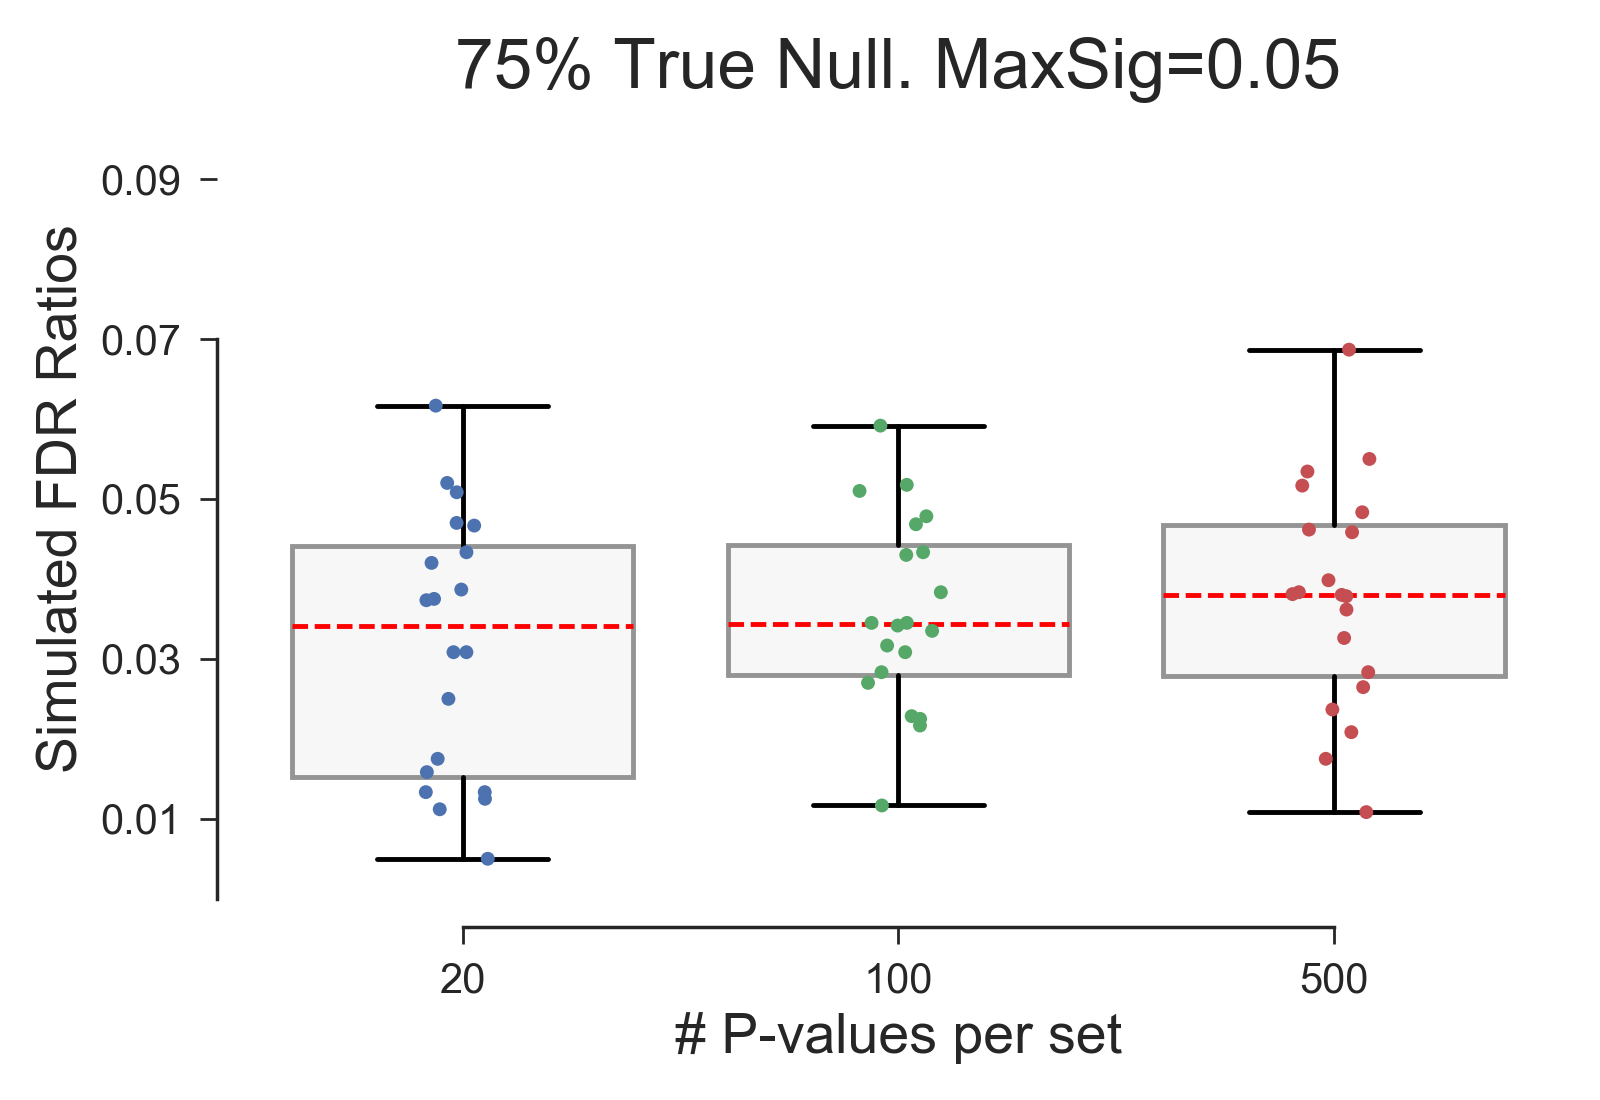 75% True Null. MaxSig=0.05
Simulated FDR Ratios
0.09
0.07
0.05
0.03
0.01
20
100
500
# P-values per set